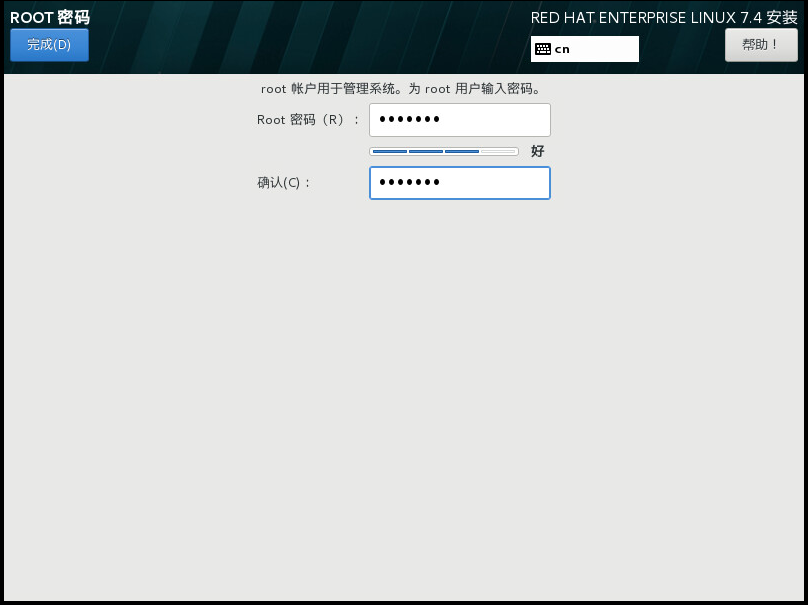 ROOT 密码
RED HAT ENTERPRISE LINUX 7.4 安装
完成(D)
cn
帮助！
root 帐户用于管理系统。为 root 用户输入密码。
Root 密码（R）：
•••••••
好
确认(C)：
•••••••